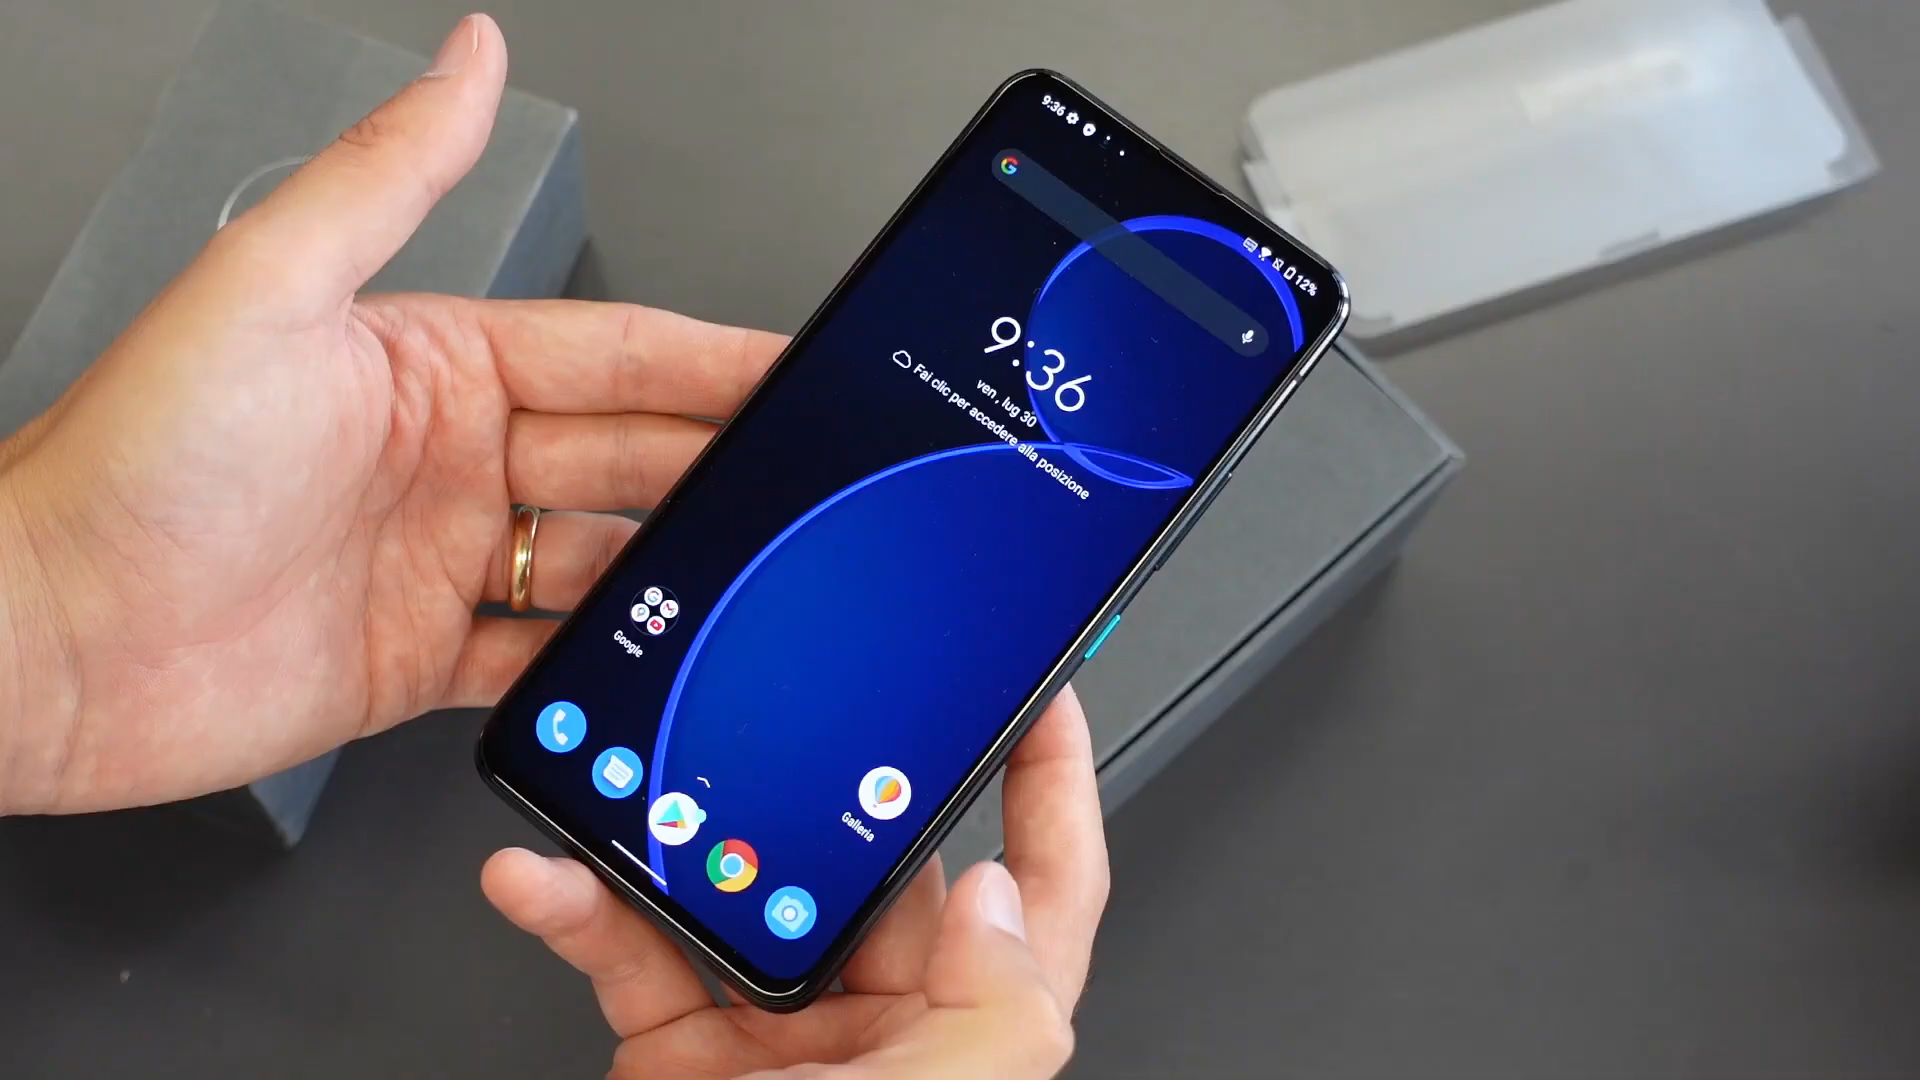 9:36
12%
9:36
ven , lug 30
Fai clic per accedere alla posizione
Google
Galleria